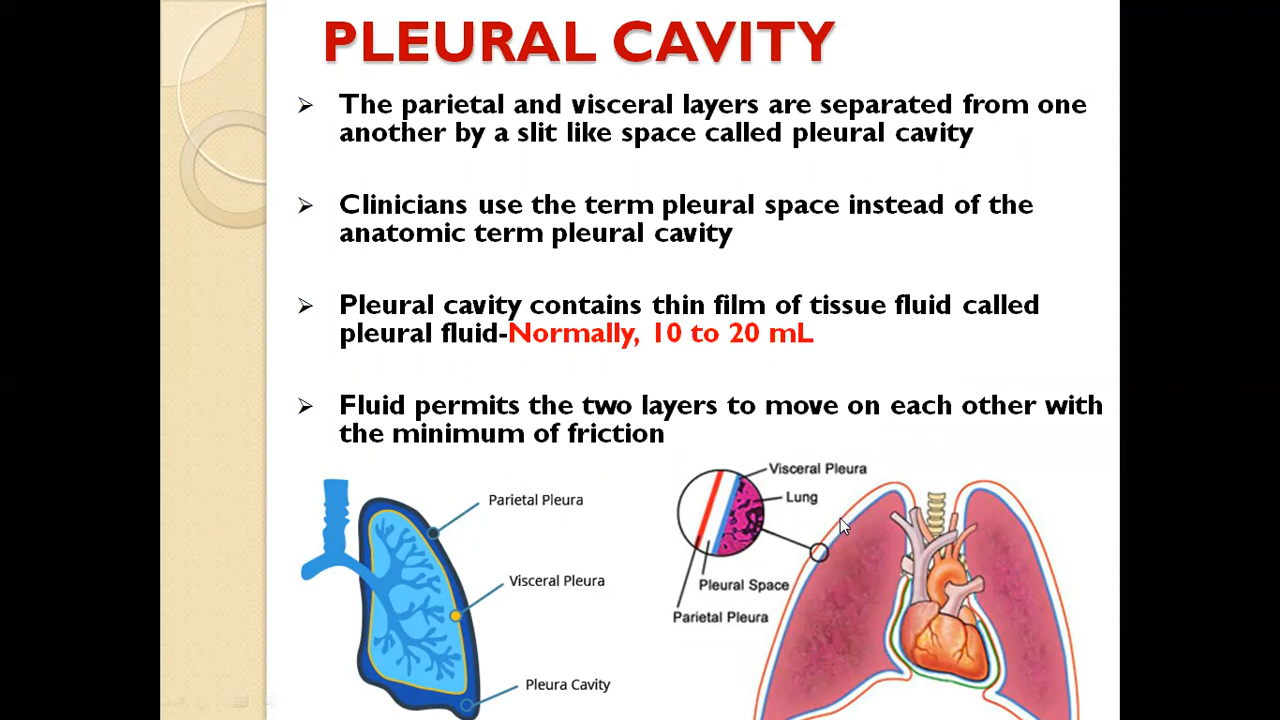 PLEURAL CAVITY
➢ The parietal and visceral layers are separated from one
another by a slit like space called pleural cavity
➢ Clinicians use the term pleural space instead of the
anatomic term pleural cavity
➢ Pleural cavity contains thin film of tissue fluid called
pleural fluid-Normally, 10 to 20 mL
➢ Fluid permits the two layers to move on each other with
the minimum of friction
Parietal Pleura
Visceral Pleura
Pleura Cavity
Visceral Pleura
Lung
Pleural Space
Parietal Pleura